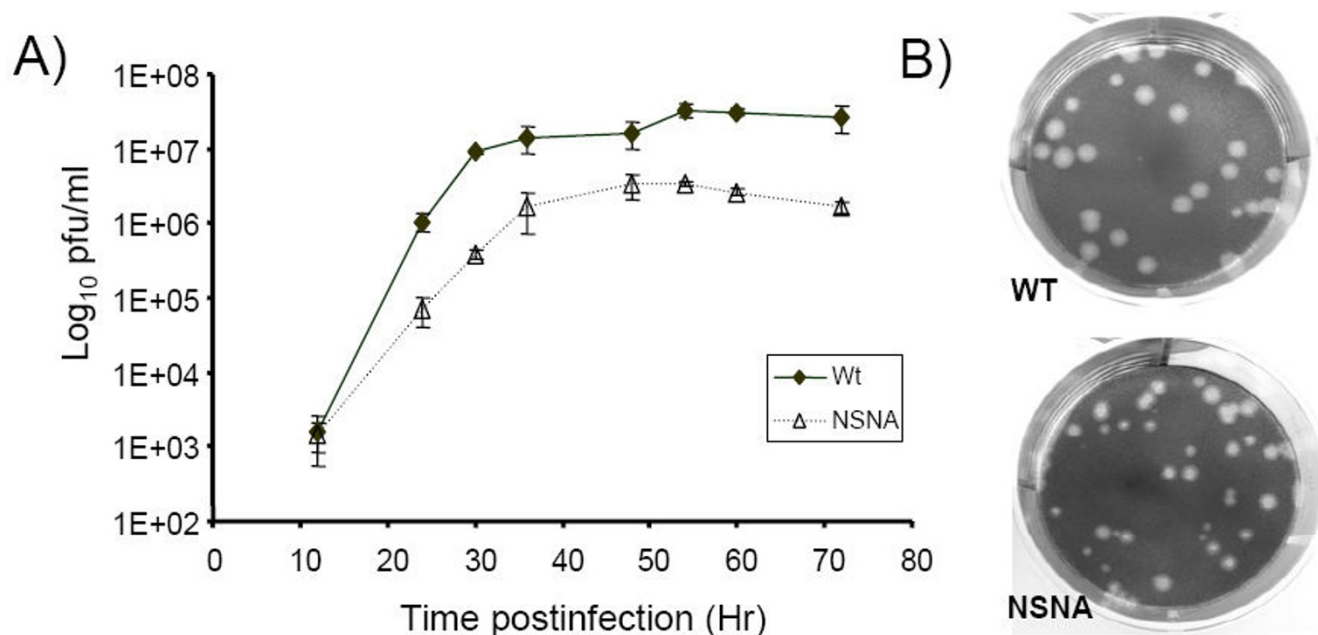 A)
Log10 pfu/ml
1E+08
1E+07
1E+06
1E+05
1E+04
1E+03
1E+02
0 10 20 30 40 50 60 70 80
Time postinfection (Hr)
Wt
NSNA
B)
WT
NSNA